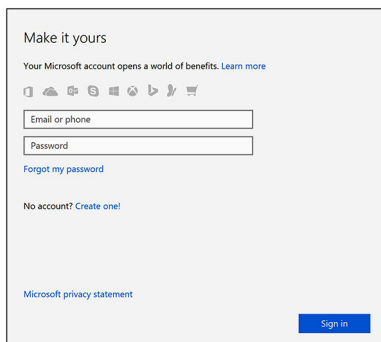 Make it yours
Your Microsoft account opens a world of benefits. Learn more
Email or phone
Password
Forgot my password
No account? Create one!
Microsoft privacy statement
Sign in